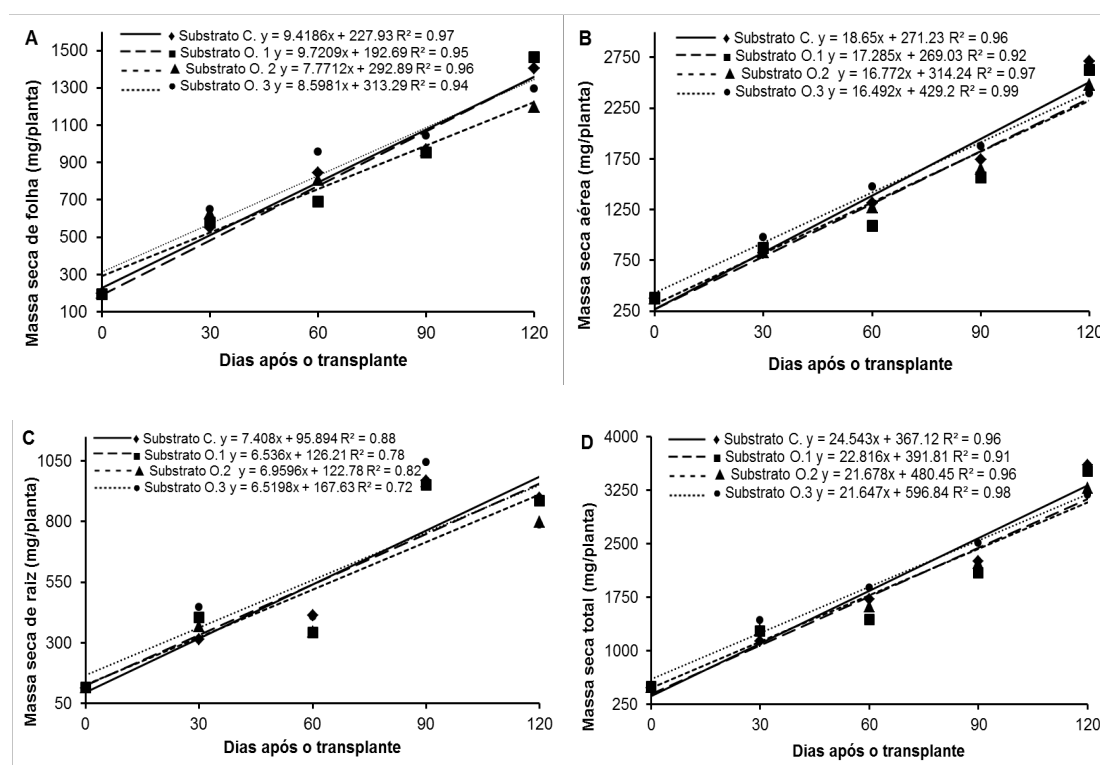 A
Substrato C. y = 9.4186x + 227.93 R² = 0.97
Substrato O. 1 y = 9.7209x + 192.69 R² = 0.95
Substrato O. 2 y = 7.7712x + 292.89 R² = 0.96
Substrato O. 3 y = 8.5981x + 313.29 R² = 0.94
Massa seca de folha (mg/planta)
1500
1300
1100
900
700
500
300
100
0 30 60 90 120
Dias após o transplante
B
Substrato C. y = 18.65x + 271.23 R² = 0.96
Substrato O.1 y = 17.285x + 269.03 R² = 0.92
Substrato O.2 y = 16.772x + 314.24 R² = 0.97
Substrato O.3 y = 16.492x + 429.2 R² = 0.99
Massa seca aérea (mg/planta)
2750
2250
1750
1250
750
250
0 30 60 90 120
Dias após o transplante
C
Substrato C. y = 7.408x + 95.894 R² = 0.88
Substrato O.1 y = 6.536x + 126.21 R² = 0.78
Substrato O.2 y = 6.9596x + 122.78 R² = 0.82
Substrato O.3 y = 6.5198x + 167.63 R² = 0.72
Massa seca de raiz (mg/planta)
1050
800
550
300
50
0 30 60 90 120
Dias após o transplante
D
Substrato C. y = 24.543x + 367.12 R² = 0.96
Substrato O.1 y = 22.816x + 391.81 R² = 0.91
Substrato O.2 y = 21.678x + 480.45 R² = 0.96
Substrato O.3 y = 21.647x + 596.84 R² = 0.98
Massa seca total (mg/planta)
4000
3250
2500
1750
1000
250
0 30 60 90 120
Dias após o transplante